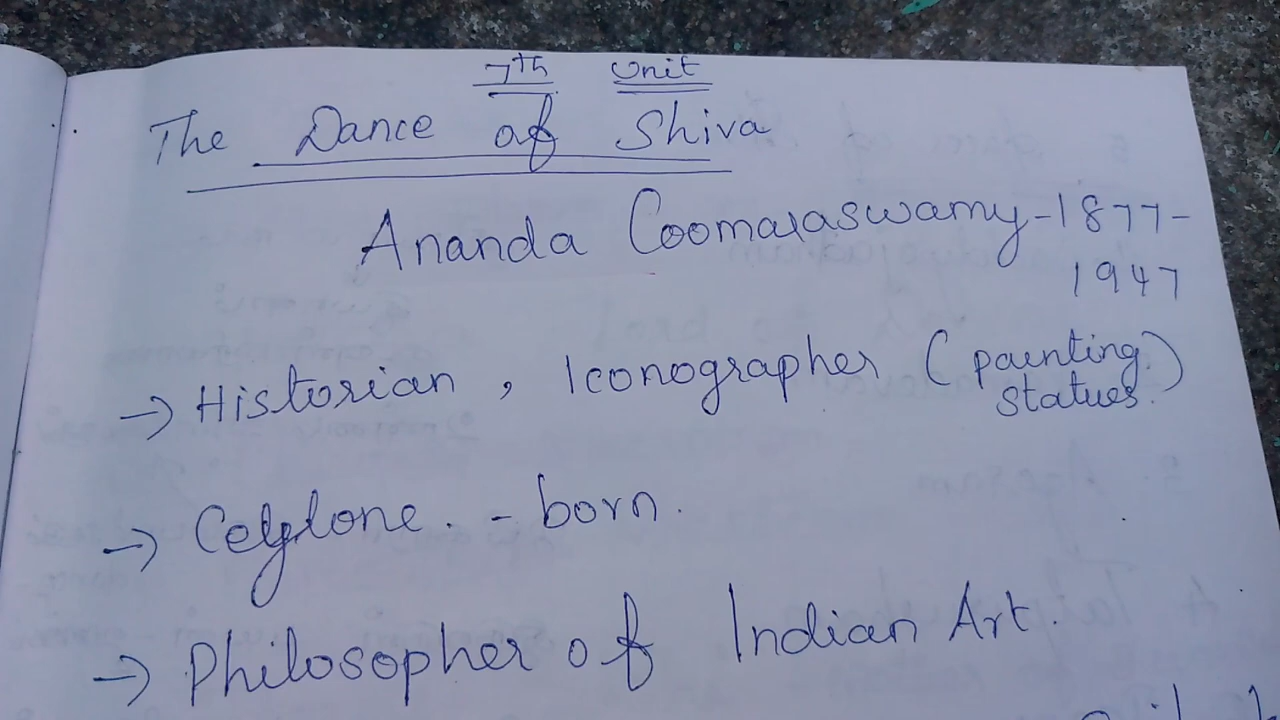 7th Unit
The Dance of Shiva
Ananda Coomaraswamy-1877-
1947
→ Historian, Iconographer (painting.
statues.)
→ Ceylone. - born.
→ Philosopher of Indian Art.